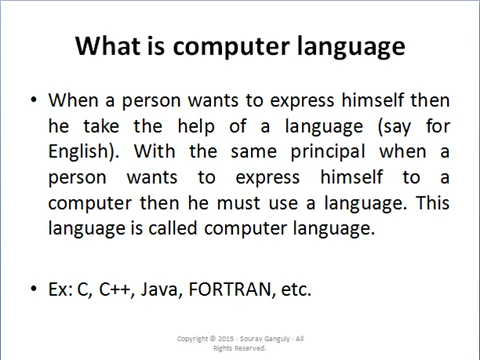 What is computer language
• When a person wants to express himself then
he take the help of a language (say for
English). With the same principal when a
person wants to express himself to a
computer then he must use a language. This
language is called computer language.
• Ex: C, C++, Java, FORTRAN, etc.
Copyright © 2015 - Sourav Ganguly - All
Rights Reserved.